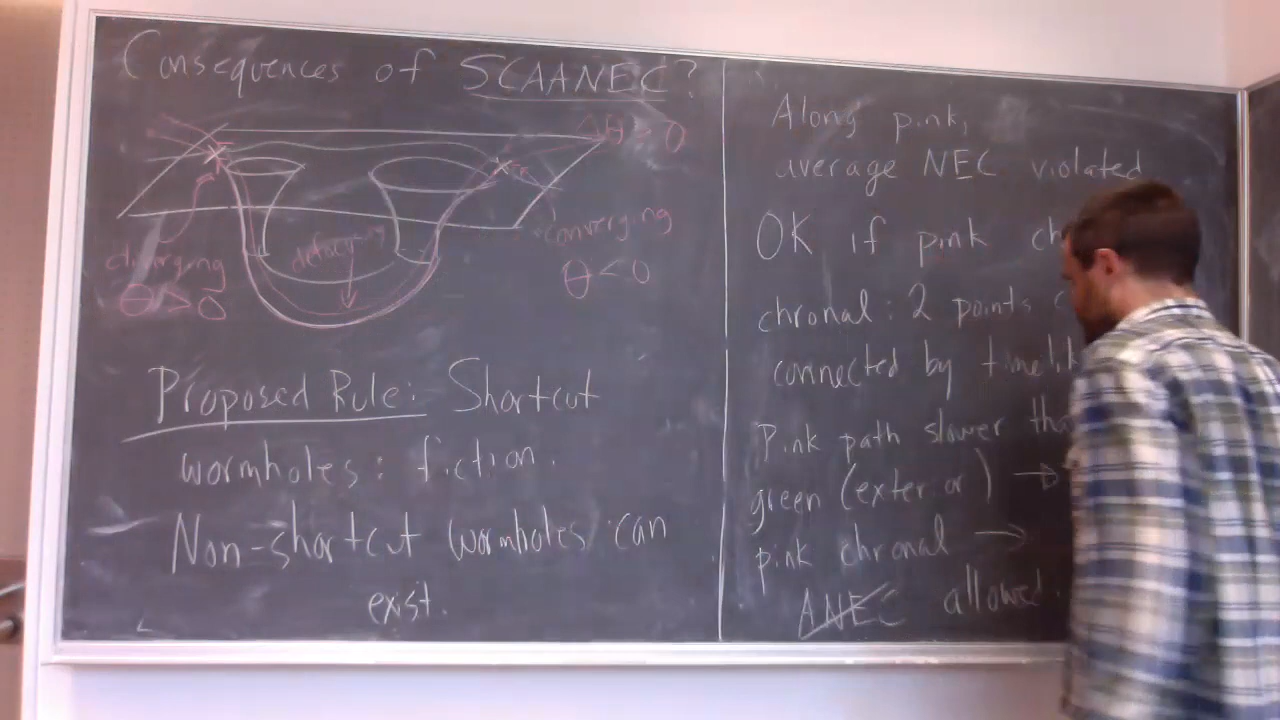 Consequences of SCAANEC?
diverging
θ > 0
defocusing
converging
θ < 0
Proposed Rule: Shortcut
wormholes: fiction.
Non-shortcut wormholes can
exist.
Along pink,
average NEC violated
OK if pink
chronal: 2 points
connected by
Pink path slower
green (exterior) →
pink chronal →
ANEC allowed.